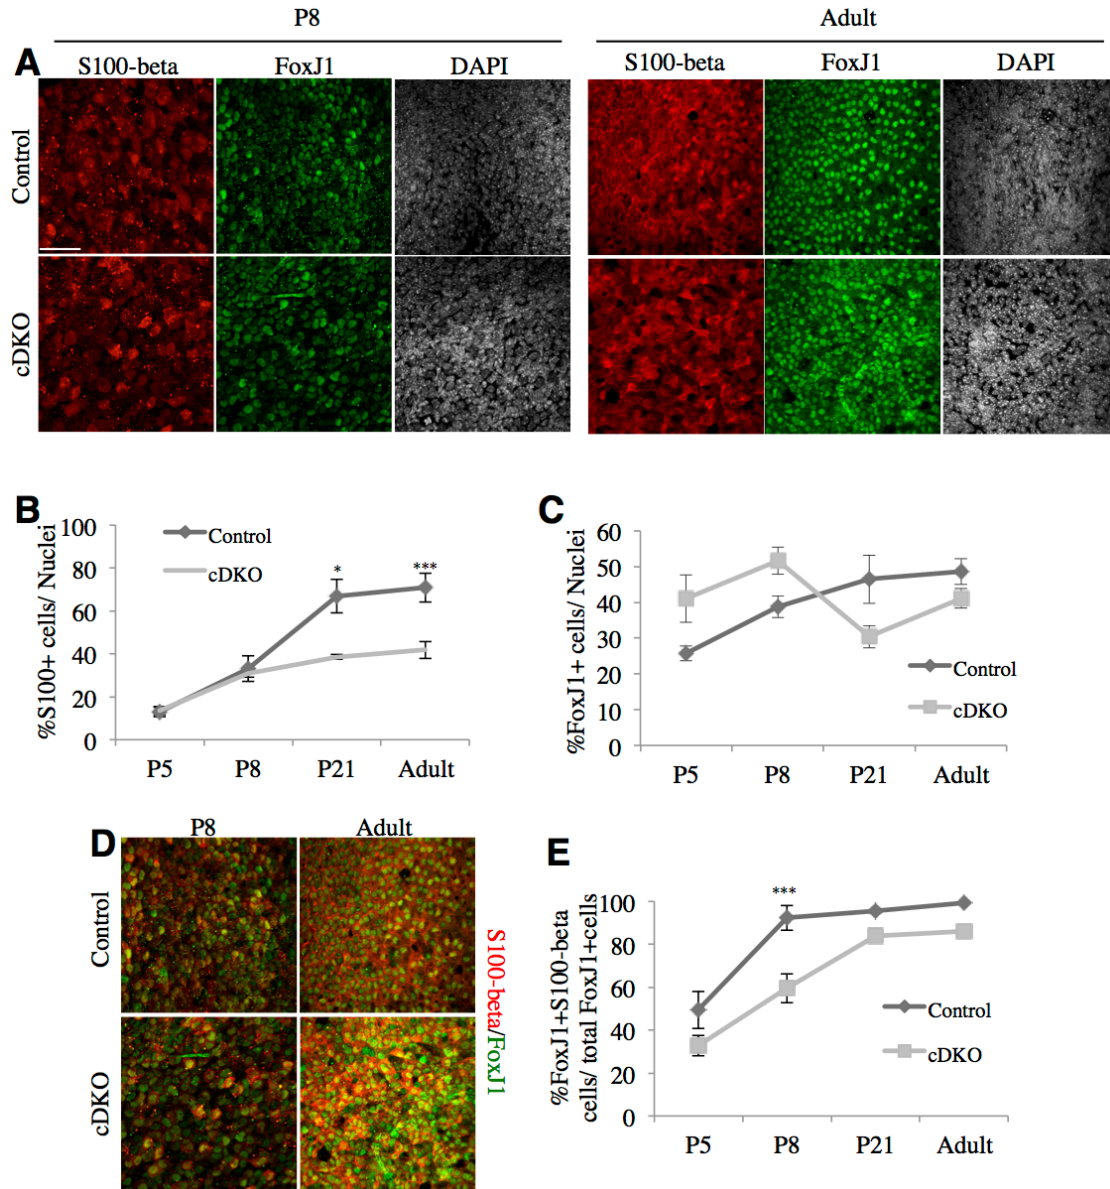 P8 Adult
A S100-beta FoxJ1 DAPI S100-beta FoxJ1 DAPI
Control
cDKO
B
%S100+ cells/ Nuclei
100
80
60
40
20
0
Control
cDKO
*
***
P5 P8 P21 Adult
C
%FoxJ1+ cells/ Nuclei
60
50
40
30
20
10
0
Control
cDKO
P5 P8 P21 Adult
D
P8 Adult
Control
cDKO
S100-beta/FoxJ1
E
%FoxJ1+S100-beta
cells/ total FoxJ1+cells
100
80
60
40
20
0
***
Control
cDKO
P5 P8 P21 Adult